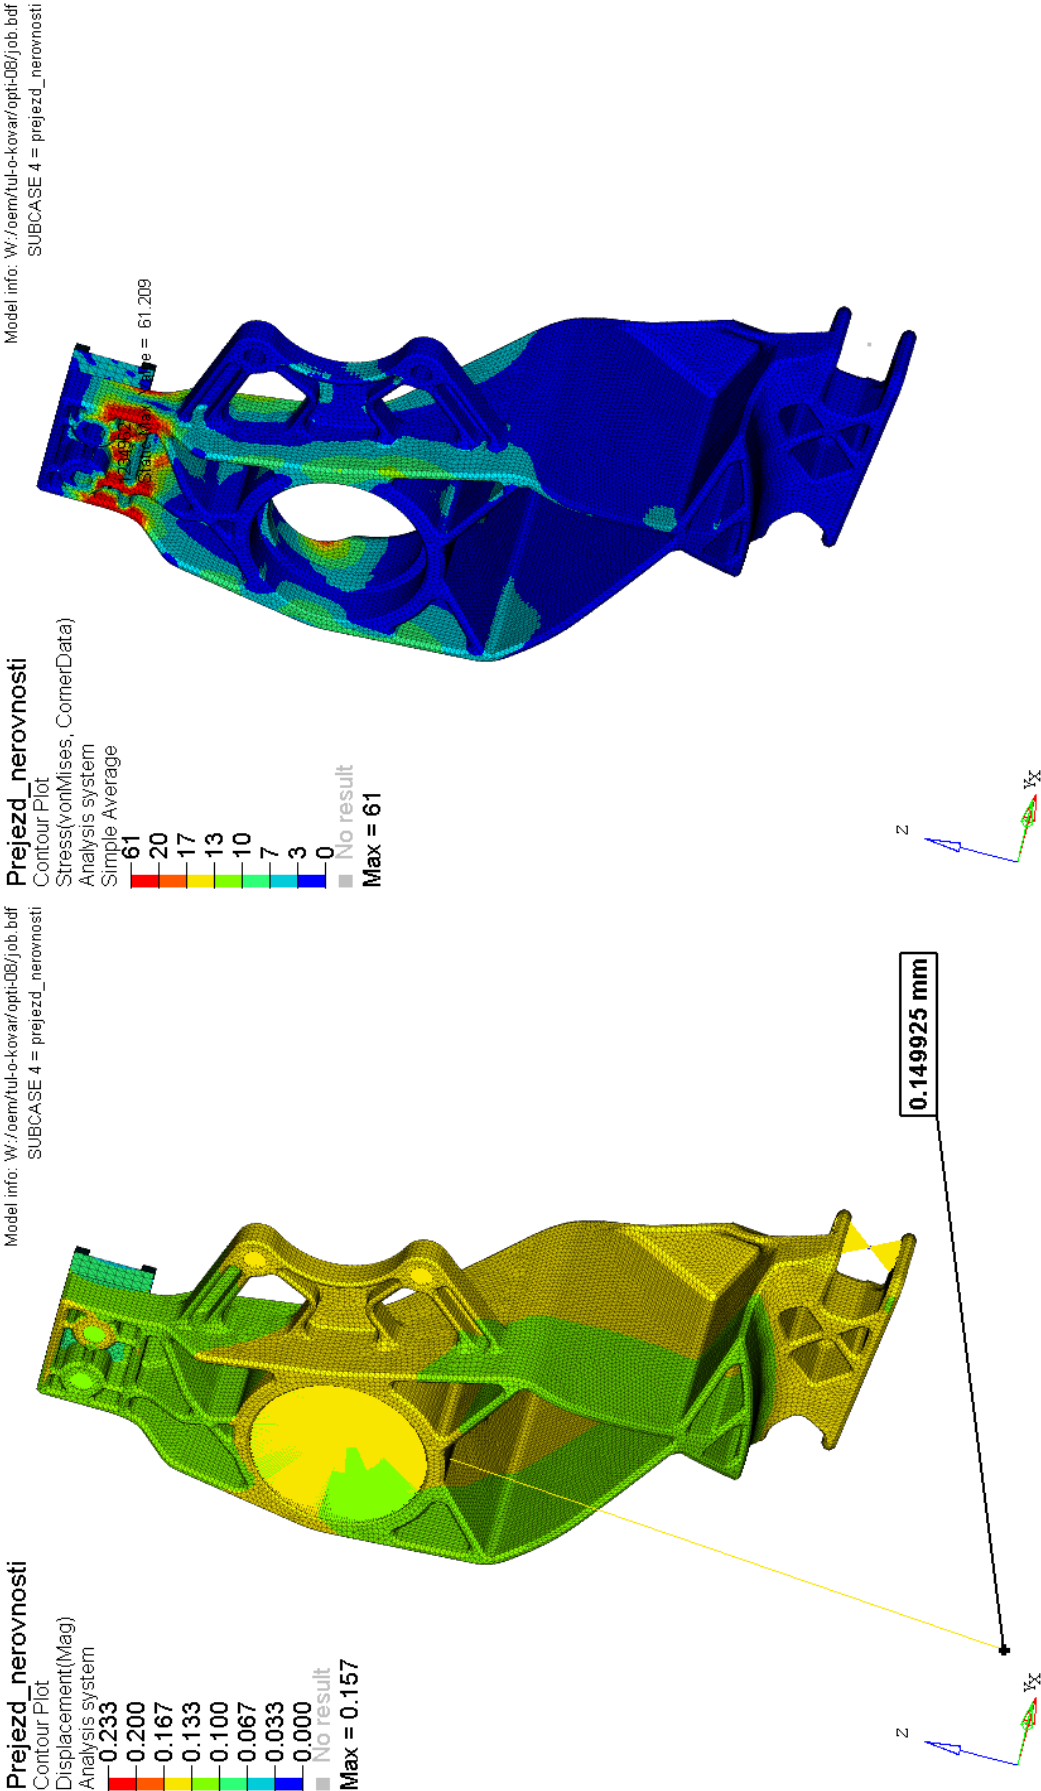 Model info: W:/oem/tul-o-kovar/opti-08/job.bdf
SUBCASE 4 = prejezd_nerovnosti
61.209
Prejezd_nerovnosti
Contour Plot
Stress(vonMises, CornerData)
Analysis system
Simple Average
61
20
17
13
10
7
3
0
No result
Max = 61
Z
Y
X
Model info: W:/oem/tul-o-kovar/opti-08/job.bdf
SUBCASE 4 = prejezd_nerovnosti
Prejezd_nerovnosti
Contour Plot
Displacement(Mag)
Analysis system
0.233
0.200
0.167
0.133
0.100
0.067
0.033
0.000
No result
Max = 0.157
0.149925 mm
Z
Y
X